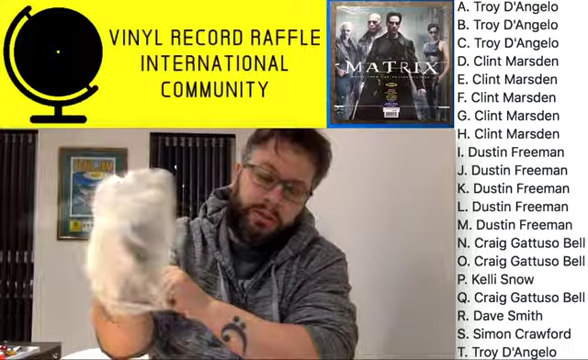 VINYL RECORD RAFFLE
INTERNATIONAL
COMMUNITY
MATRIX
A. Troy D'Angelo
B. Troy D'Angelo
C. Troy D'Angelo
D. Clint Marsden
E. Clint Marsden
F. Clint Marsden
G. Clint Marsden
H. Clint Marsden
I. Dustin Freeman
J. Dustin Freeman
K. Dustin Freeman
L. Dustin Freeman
M. Dustin Freeman
N. Craig Gattuso Bell
O. Craig Gattuso Bell
P. Kelli Snow
Q. Craig Gattuso Bell
R. Dave Smith
S. Simon Crawford
T. Troy D'Angelo